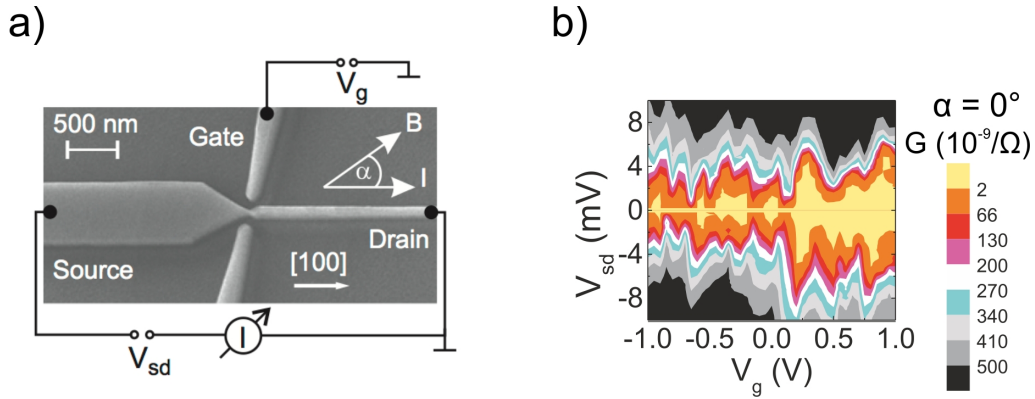 a)
V_g
500 nm
Gate
B
α
I
Drain
Source
[100]
I
V_sd
b)
α = 0°
G (10⁻⁹/Ω)
2
66
130
200
270
340
410
500
8
4
0
-4
-8
V_sd (mV)
-1.0 -0.5 0.0 0.5 1.0
V_g (V)